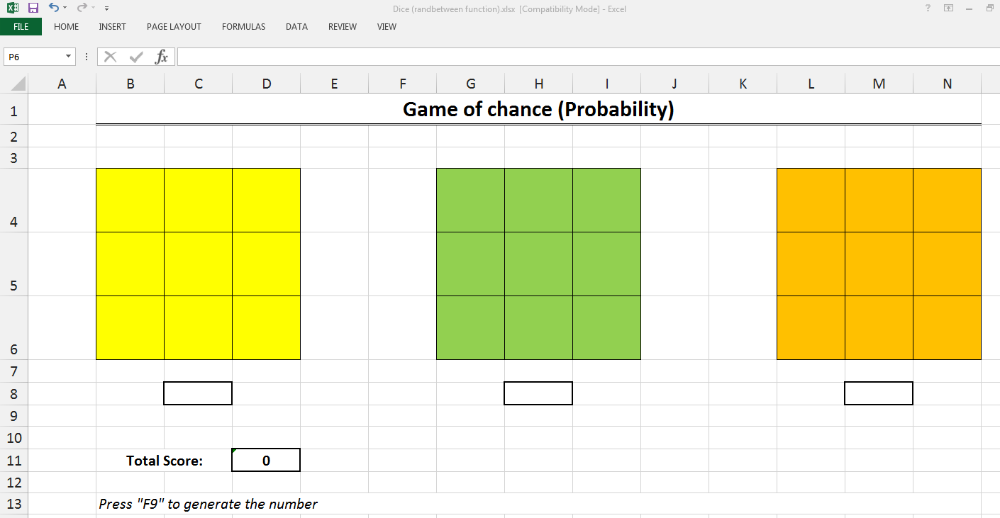 Dice (randbetween function).xlsx [Compatibility Mode] - Excel
?
FILE HOME INSERT PAGE LAYOUT FORMULAS DATA REVIEW VIEW
P6 fx
A B C D E F G H I J K L M N
1 Game of chance (Probability)
2
3
4
5
6
7
8
9
10
11 Total Score: 0
12
13 Press "F9" to generate the number